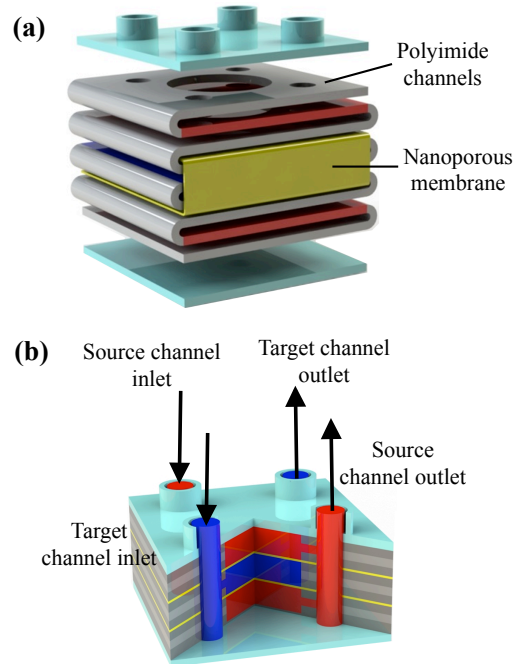 (a)
Polyimide
channels
Nanoporous
membrane
(b)
Source channel
inlet
Target channel
outlet
Source
channel outlet
Target
channel inlet